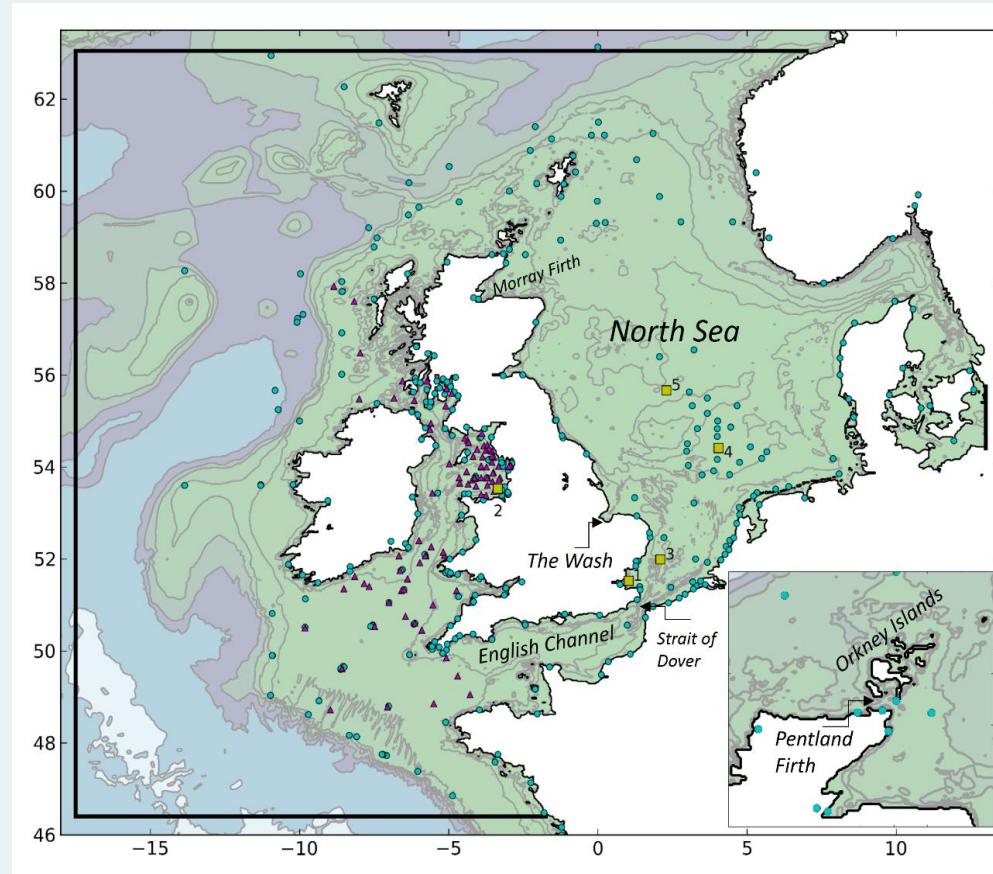 62
60
58
56
54
52
50
48
46
−15
−10
−5
0
5
10
Morray Firth
North Sea
5
4
3
2
1
The Wash
English Channel
Strait of
Dover
Orkney Islands
Pentland
Firth